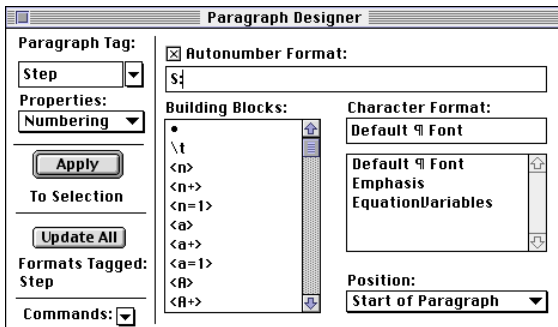 Paragraph Designer
Paragraph Tag:
Step
Properties:
Numbering
Apply
To Selection
Update All
Formats Tagged:
Step
Commands:
Autonumber Format:
S:
Building Blocks:
•
\t
<n>
<n+>
<n=1>
<a>
<a+>
<a=1>
<A>
<A+>
Character Format:
Default ¶ Font
Default ¶ Font
Emphasis
EquationVariables
Position:
Start of Paragraph